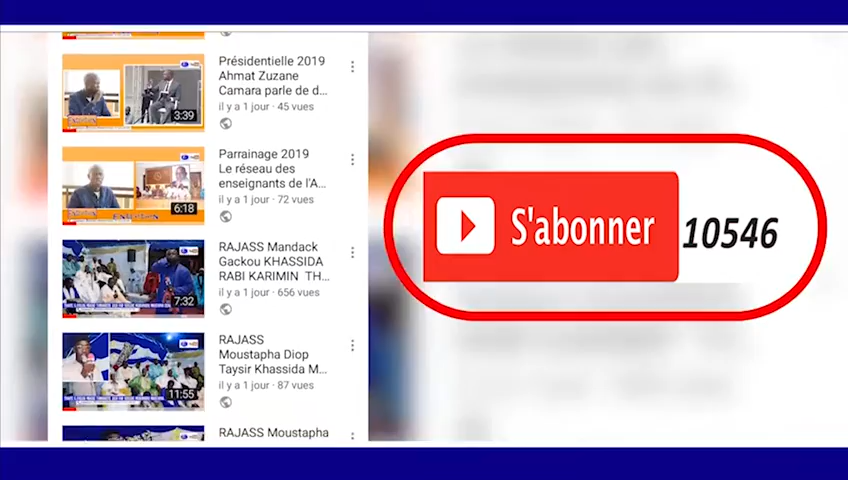 Présidentielle 2019
Ahmat Zuzane
Camara parle de d...
il y a 1 jour · 45 vues
3:39
Parrainage 2019
Le réseau des
enseignants de l'A...
il y a 1 jour · 72 vues
6:18
RAJASS Mandack
Gackou KHASSIDA
RABI KARIMIN TH...
il y a 1 jour · 656 vues
7:32
RAJASS
Moustapha Diop
Taysir Khassida M...
il y a 1 jour · 87 vues
11:55
RAJASS Moustapha
S'abonner 10546